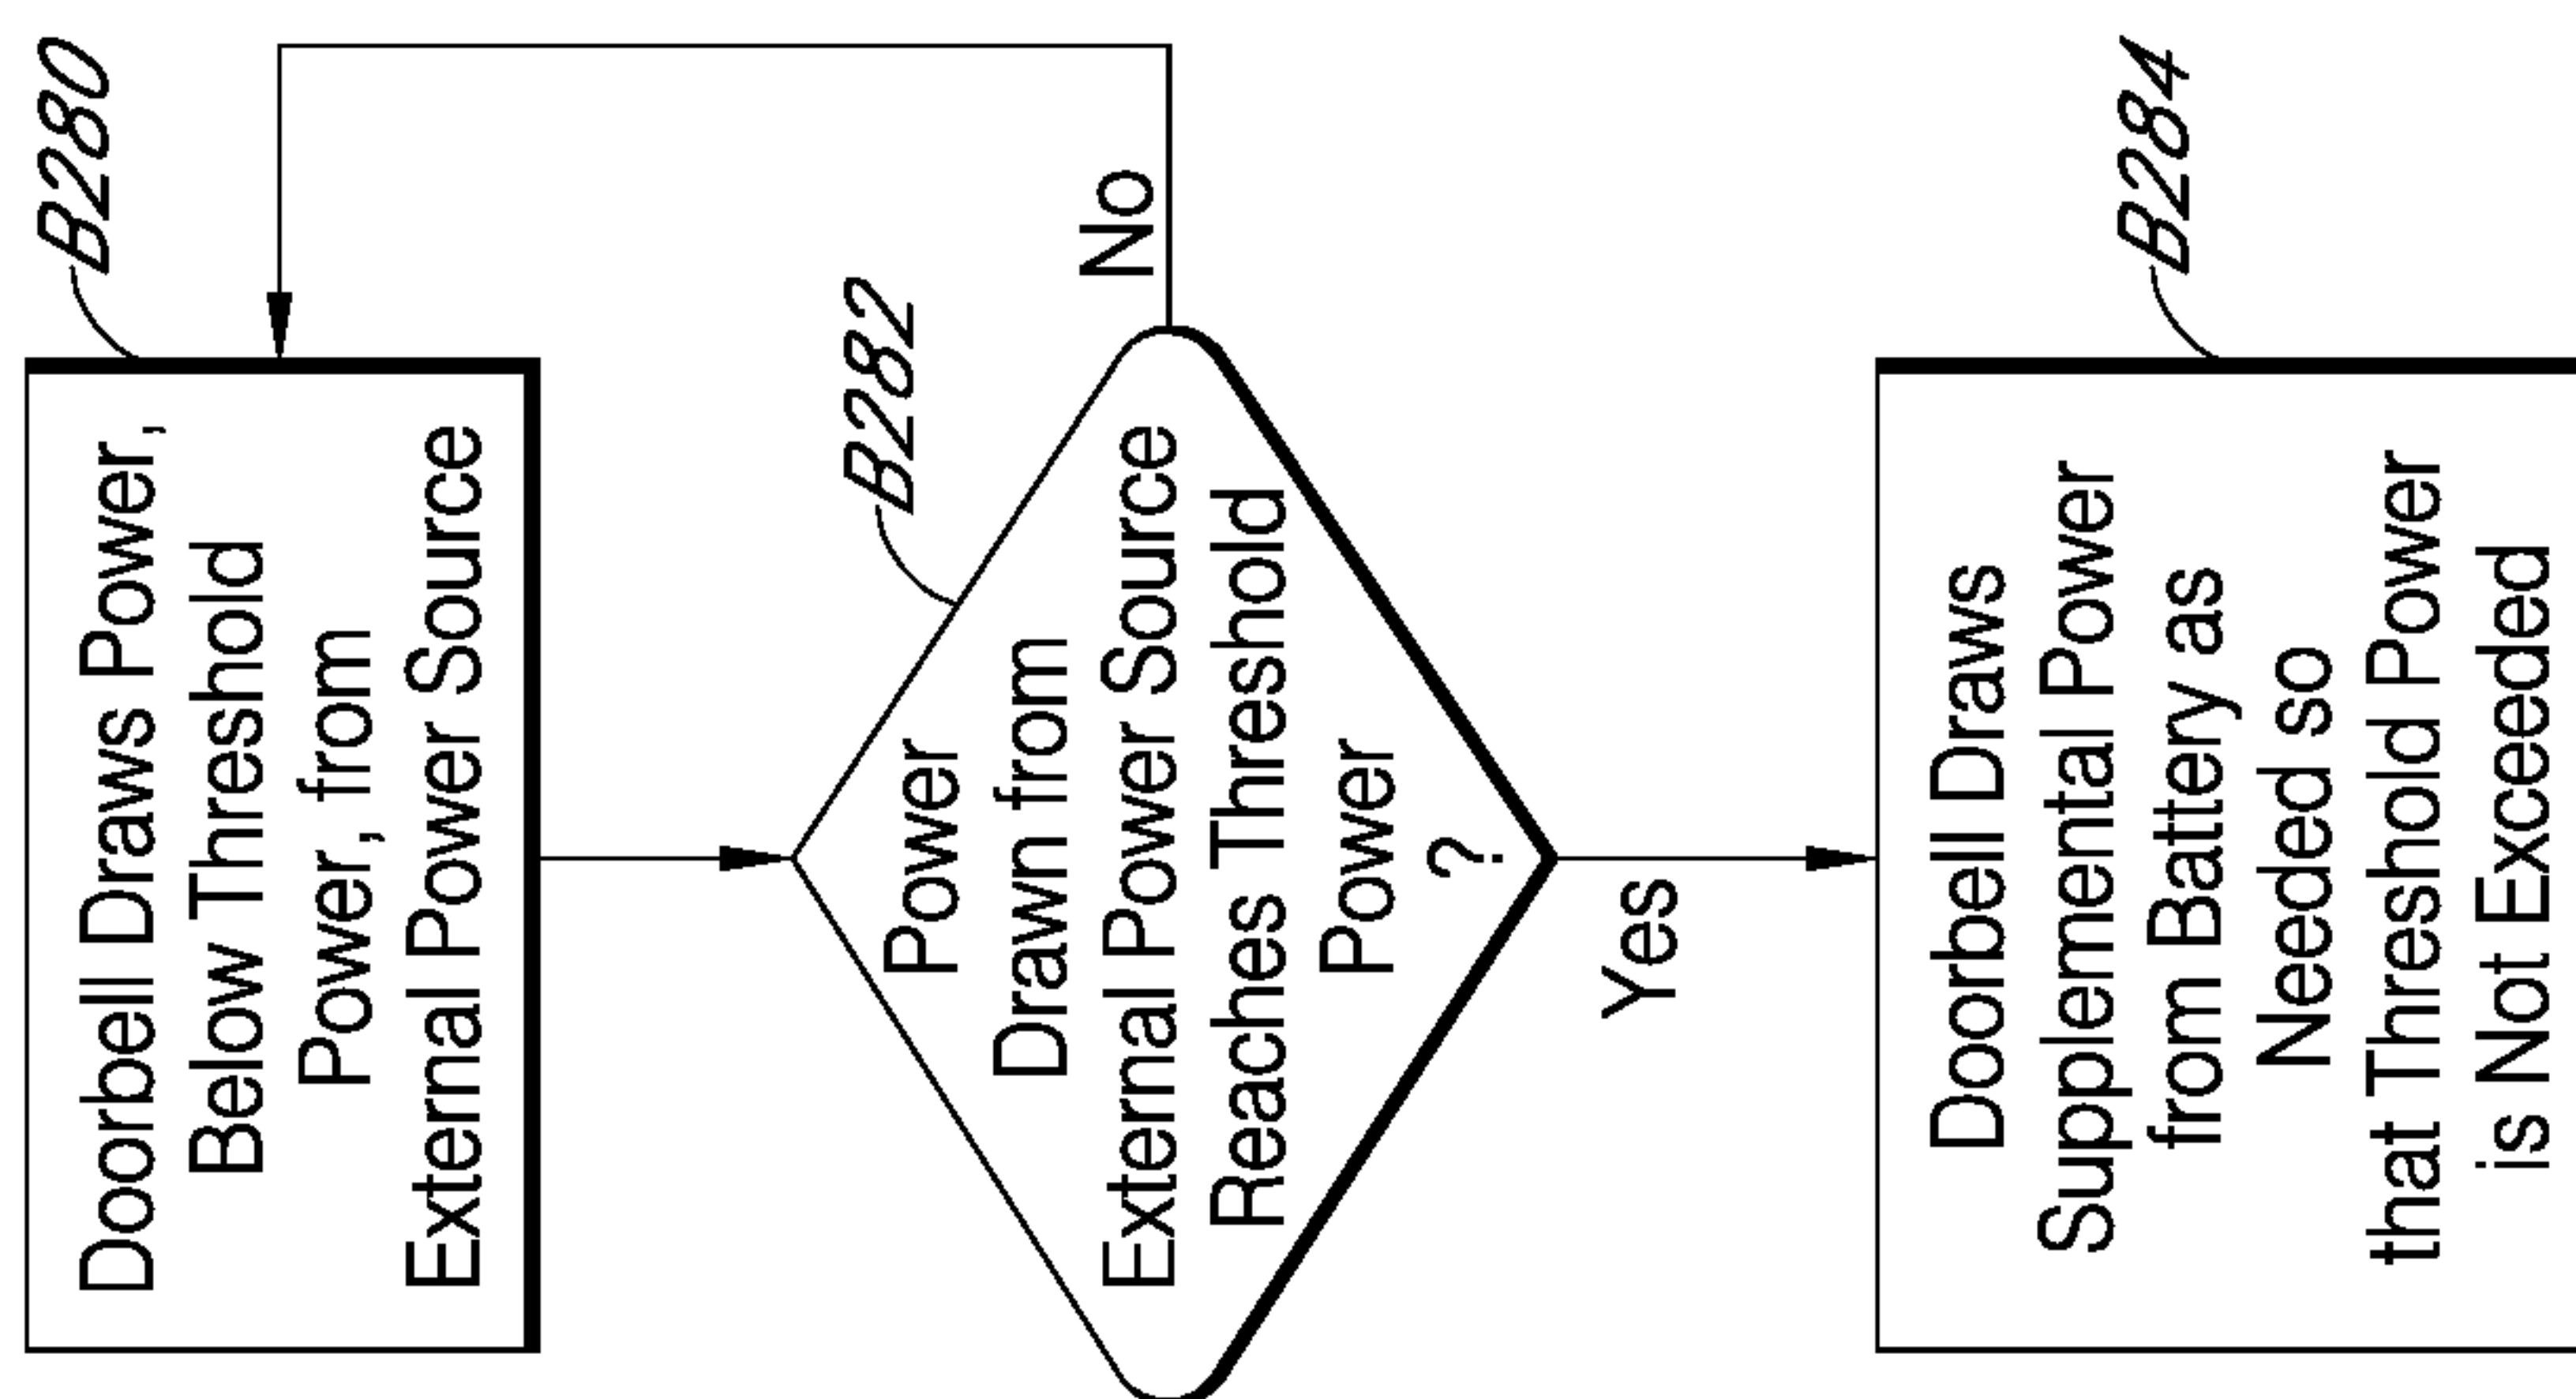 B280
Doorbell Draws Power,
Below Threshold
Power, from
External Power Source
B282
Power
Drawn from
External Power Source
Reaches Threshold
Power
?
No
Yes
B284
Doorbell Draws
Supplemental Power
from Battery as
Needed so
that Threshold Power
is Not Exceeded